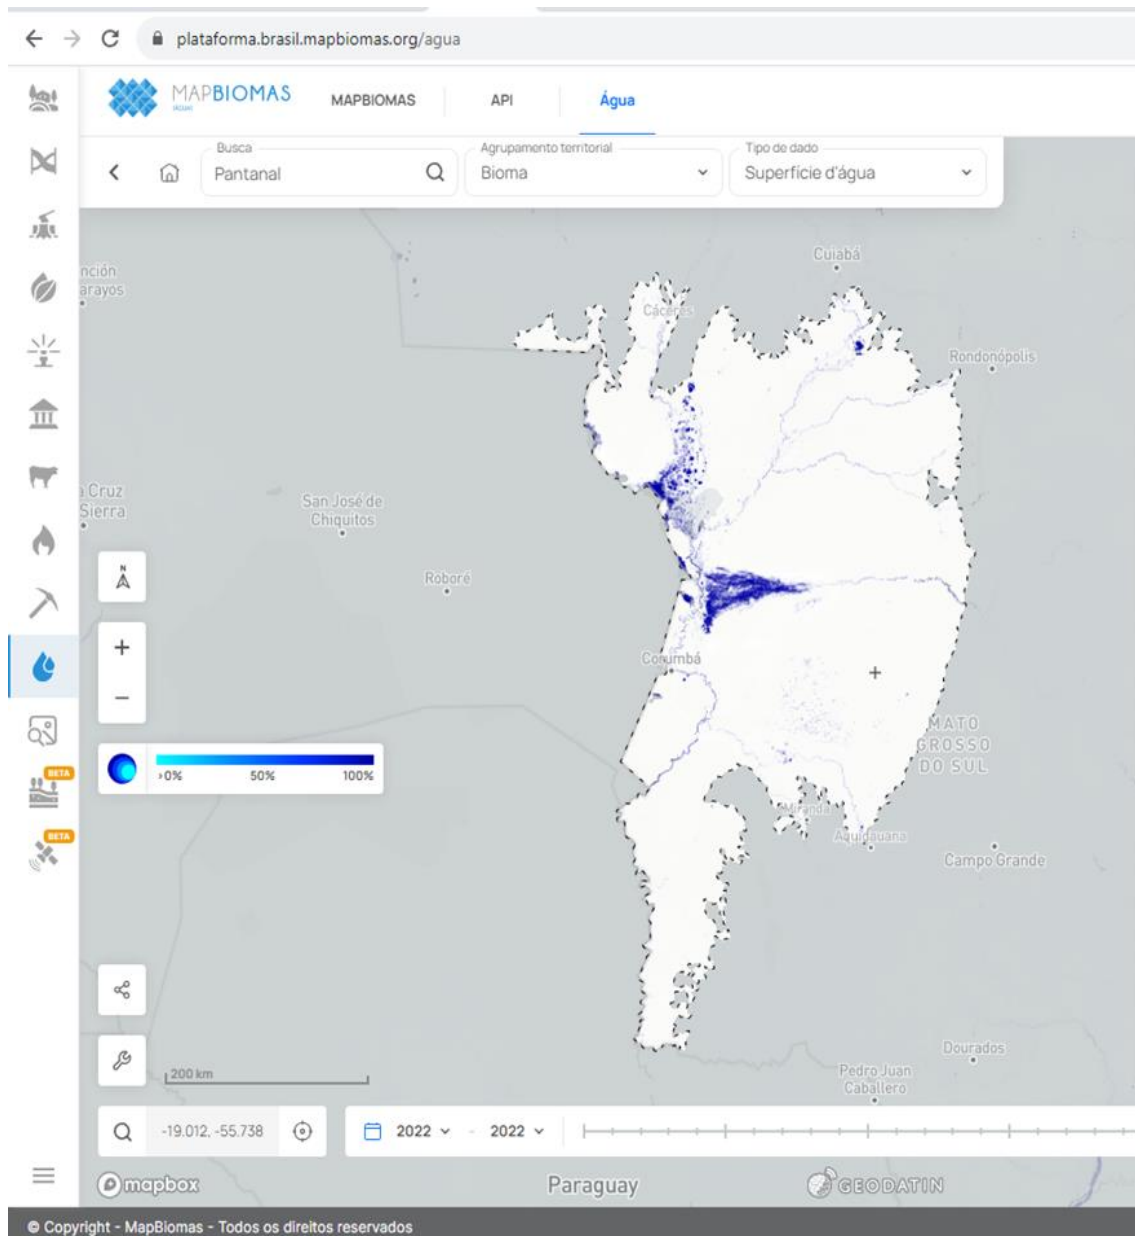 plataforma.brasil.mapbiomas.org/agua
MAPBIOMAS
MAPBIOMAS
API
Água
Busca
Agrupamento territorial
Tipo de dado
Pantanal
Bioma
Superfície d'água
Cuiabá
nción
arayos
Cáceres
Rondonópolis
a Cruz
Sierra
San José de
Chiquitos
N
Roboré
Corumbá
MATO
GROSSO
DO SUL
>0% 50% 100%
BETA
Miranda
BETA
Aquidauana
Campo Grande
Dourados
200 km
Pedro Juan
Caballero
-19.012, -55.738
2022 - 2022
mapbox
Paraguay
GEODATIN
© Copyright - MapBiomas - Todos os direitos reservados